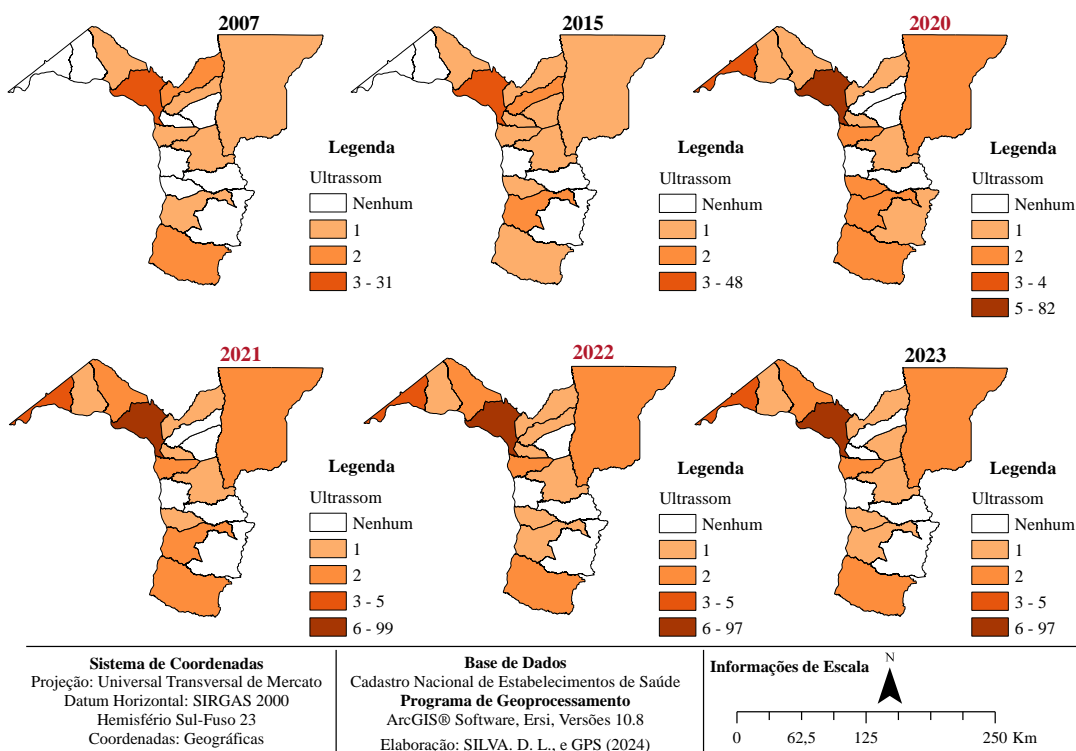 2007
Legenda
Ultrassom
Nenhum
1
2
3 - 31
2015
Legenda
Ultrassom
Nenhum
1
2
3 - 48
2020
Legenda
Ultrassom
Nenhum
1
2
3 - 4
5 - 82
2021
Legenda
Ultrassom
Nenhum
1
2
3 - 5
6 - 99
2022
Legenda
Ultrassom
Nenhum
1
2
3 - 5
6 - 97
2023
Legenda
Ultrassom
Nenhum
1
2
3 - 5
6 - 97
Sistema de Coordenadas
Projeção: Universal Transversal de Mercato
Datum Horizontal: SIRGAS 2000
Hemisfério Sul-Fuso 23
Coordenadas: Geográficas
Base de Dados
Cadastro Nacional de Estabelecimentos de Saúde
Programa de Geoprocessamento
ArcGIS® Software, Ersi, Versões 10.8
Elaboração: SILVA. D. L., e GPS (2024)
Informações de Escala
N
0 62,5 125 250 Km